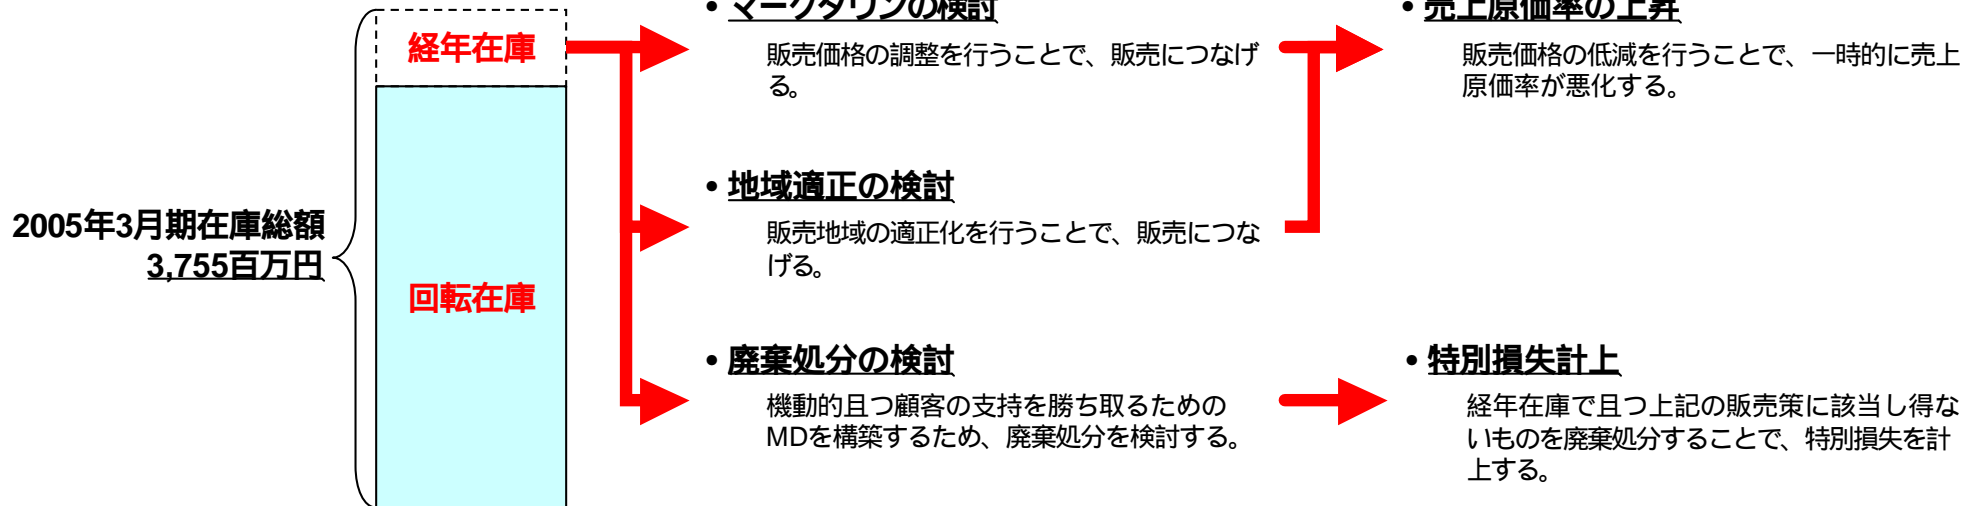 2005年3月期在庫総額
3,755百万円
経年在庫
回転在庫
• マークダウンの検討
販売価格の調整を行うことで、販売につなげ
る。
• 地域適正の検討
販売地域の適正化を行うことで、販売につな
げる。
• 廃棄処分の検討
機動的且つ顧客の支持を勝ち取るための
MDを構築するため、廃棄処分を検討する。
• 売上原価率の上昇
販売価格の低減を行うことで、一時的に売上
原価率が悪化する。
• 特別損失計上
経年在庫で且つ上記の販売策に該当し得な
いものを廃棄処分することで、特別損失を計
上する。